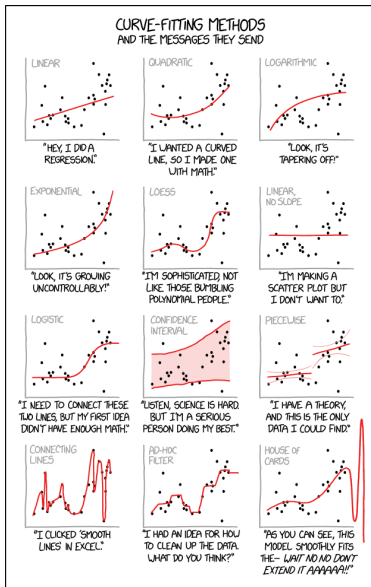 CURVE-FITTING METHODS
AND THE MESSAGES THEY SEND
LINEAR
"HEY, I DID A
REGRESSION."
QUADRATIC
"I WANTED A CURVED
LINE, SO I MADE ONE
WITH MATH."
LOGARITHMIC
"LOOK, IT'S
TAPERING OFF!"
EXPONENTIAL
"LOOK, IT'S GROWING
UNCONTROLLABLY!"
LOESS
"I'M SOPHISTICATED, NOT
LIKE THOSE BUMBLING
POLYNOMIAL PEOPLE."
LINEAR,
NO SLOPE
"I'M MAKING A
SCATTER PLOT BUT
I DON'T WANT TO."
LOGISTIC
"I NEED TO CONNECT THESE
TWO LINES, BUT MY FIRST IDEA
DIDN'T HAVE ENOUGH MATH."
CONFIDENCE
INTERVAL
"LISTEN, SCIENCE IS HARD.
BUT I'M A SERIOUS
PERSON DOING MY BEST."
PIECEWISE
"I HAVE A THEORY,
AND THIS IS THE ONLY
DATA I COULD FIND."
CONNECTING
LINES
"I CLICKED 'SMOOTH
LINES' IN EXCEL."
AD-HOC
FILTER
"I HAD AN IDEA FOR HOW
TO CLEAN UP THE DATA.
WHAT DO YOU THINK?"
HOUSE OF
CARDS
"AS YOU CAN SEE, THIS
MODEL SMOOTHLY FITS
THE- WAIT NO NO DON'T
EXTEND IT AAAAAA!!"